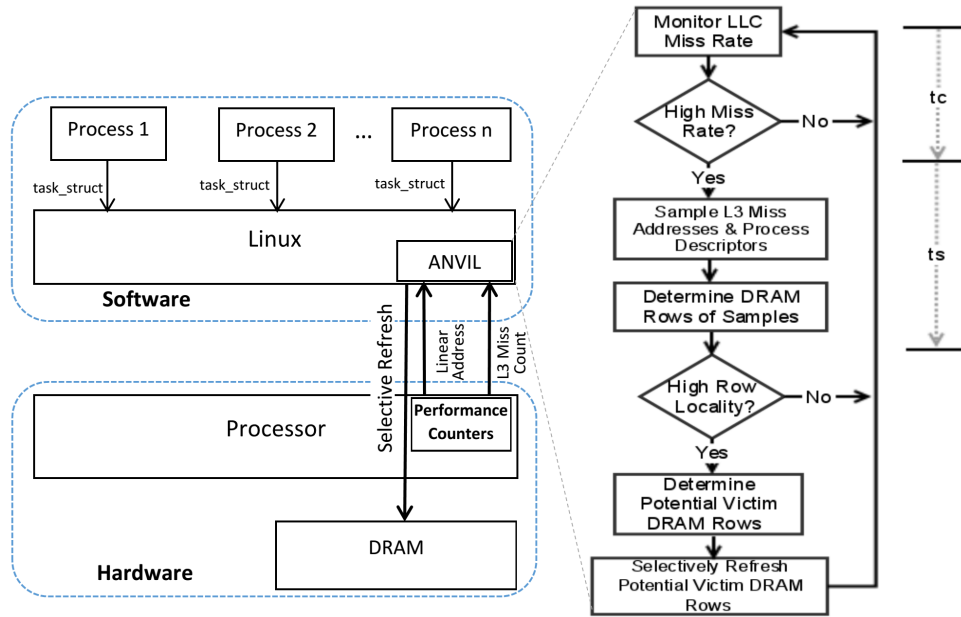 Process 1
Process 2
...
Process n
task_struct
task_struct
task_struct
Linux
ANVIL
Software
Selective Refresh
Linear
Address
L3 Miss
Count
Processor
Performance
Counters
DRAM
Hardware
Monitor LLC
Miss Rate
High Miss
Rate?
No
Yes
Sample L3 Miss
Addresses & Process
Descriptors
Determine DRAM
Rows of Samples
High Row
Locality?
No
Yes
Determine
Potential Victim
DRAM Rows
Selectively Refresh
Potential Victim DRAM
Rows
tc
ts